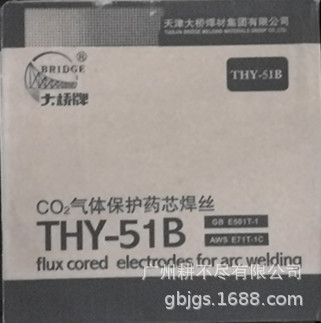 天津大桥焊材集团有限公司
TIANJIN BRIDGE WELDING MATERIALS GROUP CO.,LTD
BRIDGE
®
大桥牌
THY-51B
CO₂气体保护药芯焊丝
THY-51B
GB E501T-1
AWS E71T-1C
flux cored electrodes for arc welding
广州耕不尽有限公司
gbjgs.1688.com